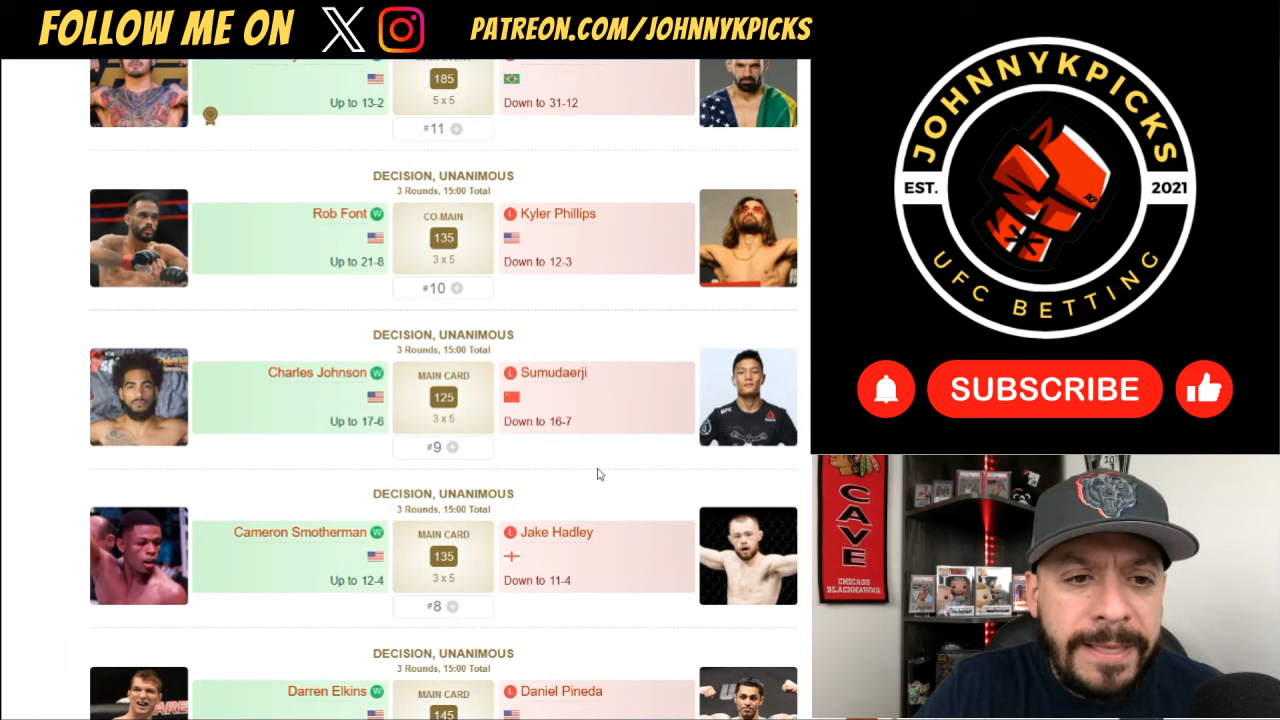 FOLLOW ME ON
PATREON.COM/JOHNNYKPICKS
185
5 x 5
Up to 13-2
Down to 31-12
#11
DECISION, UNANIMOUS
3 Rounds, 15:00 Total
Rob Font W
CO-MAIN
L Kyler Phillips
135
Up to 21-8
3 x 5
Down to 12-3
#10
DECISION, UNANIMOUS
3 Rounds, 15:00 Total
Charles Johnson W
MAIN CARD
L Sumudaerji
125
Up to 17-6
3 x 5
Down to 16-7
#9
DECISION, UNANIMOUS
3 Rounds, 15:00 Total
Cameron Smotherman W
MAIN CARD
L Jake Hadley
135
Up to 12-4
3 x 5
Down to 11-4
#8
DECISION, UNANIMOUS
3 Rounds, 15:00 Total
Darren Elkins W
MAIN CARD
L Daniel Pineda
145
JOHNNYKPICKS
EST.
2021
JKP
UFC BETTING
SUBSCRIBE
CAVE
CHICAGO
BLACKHAWKS